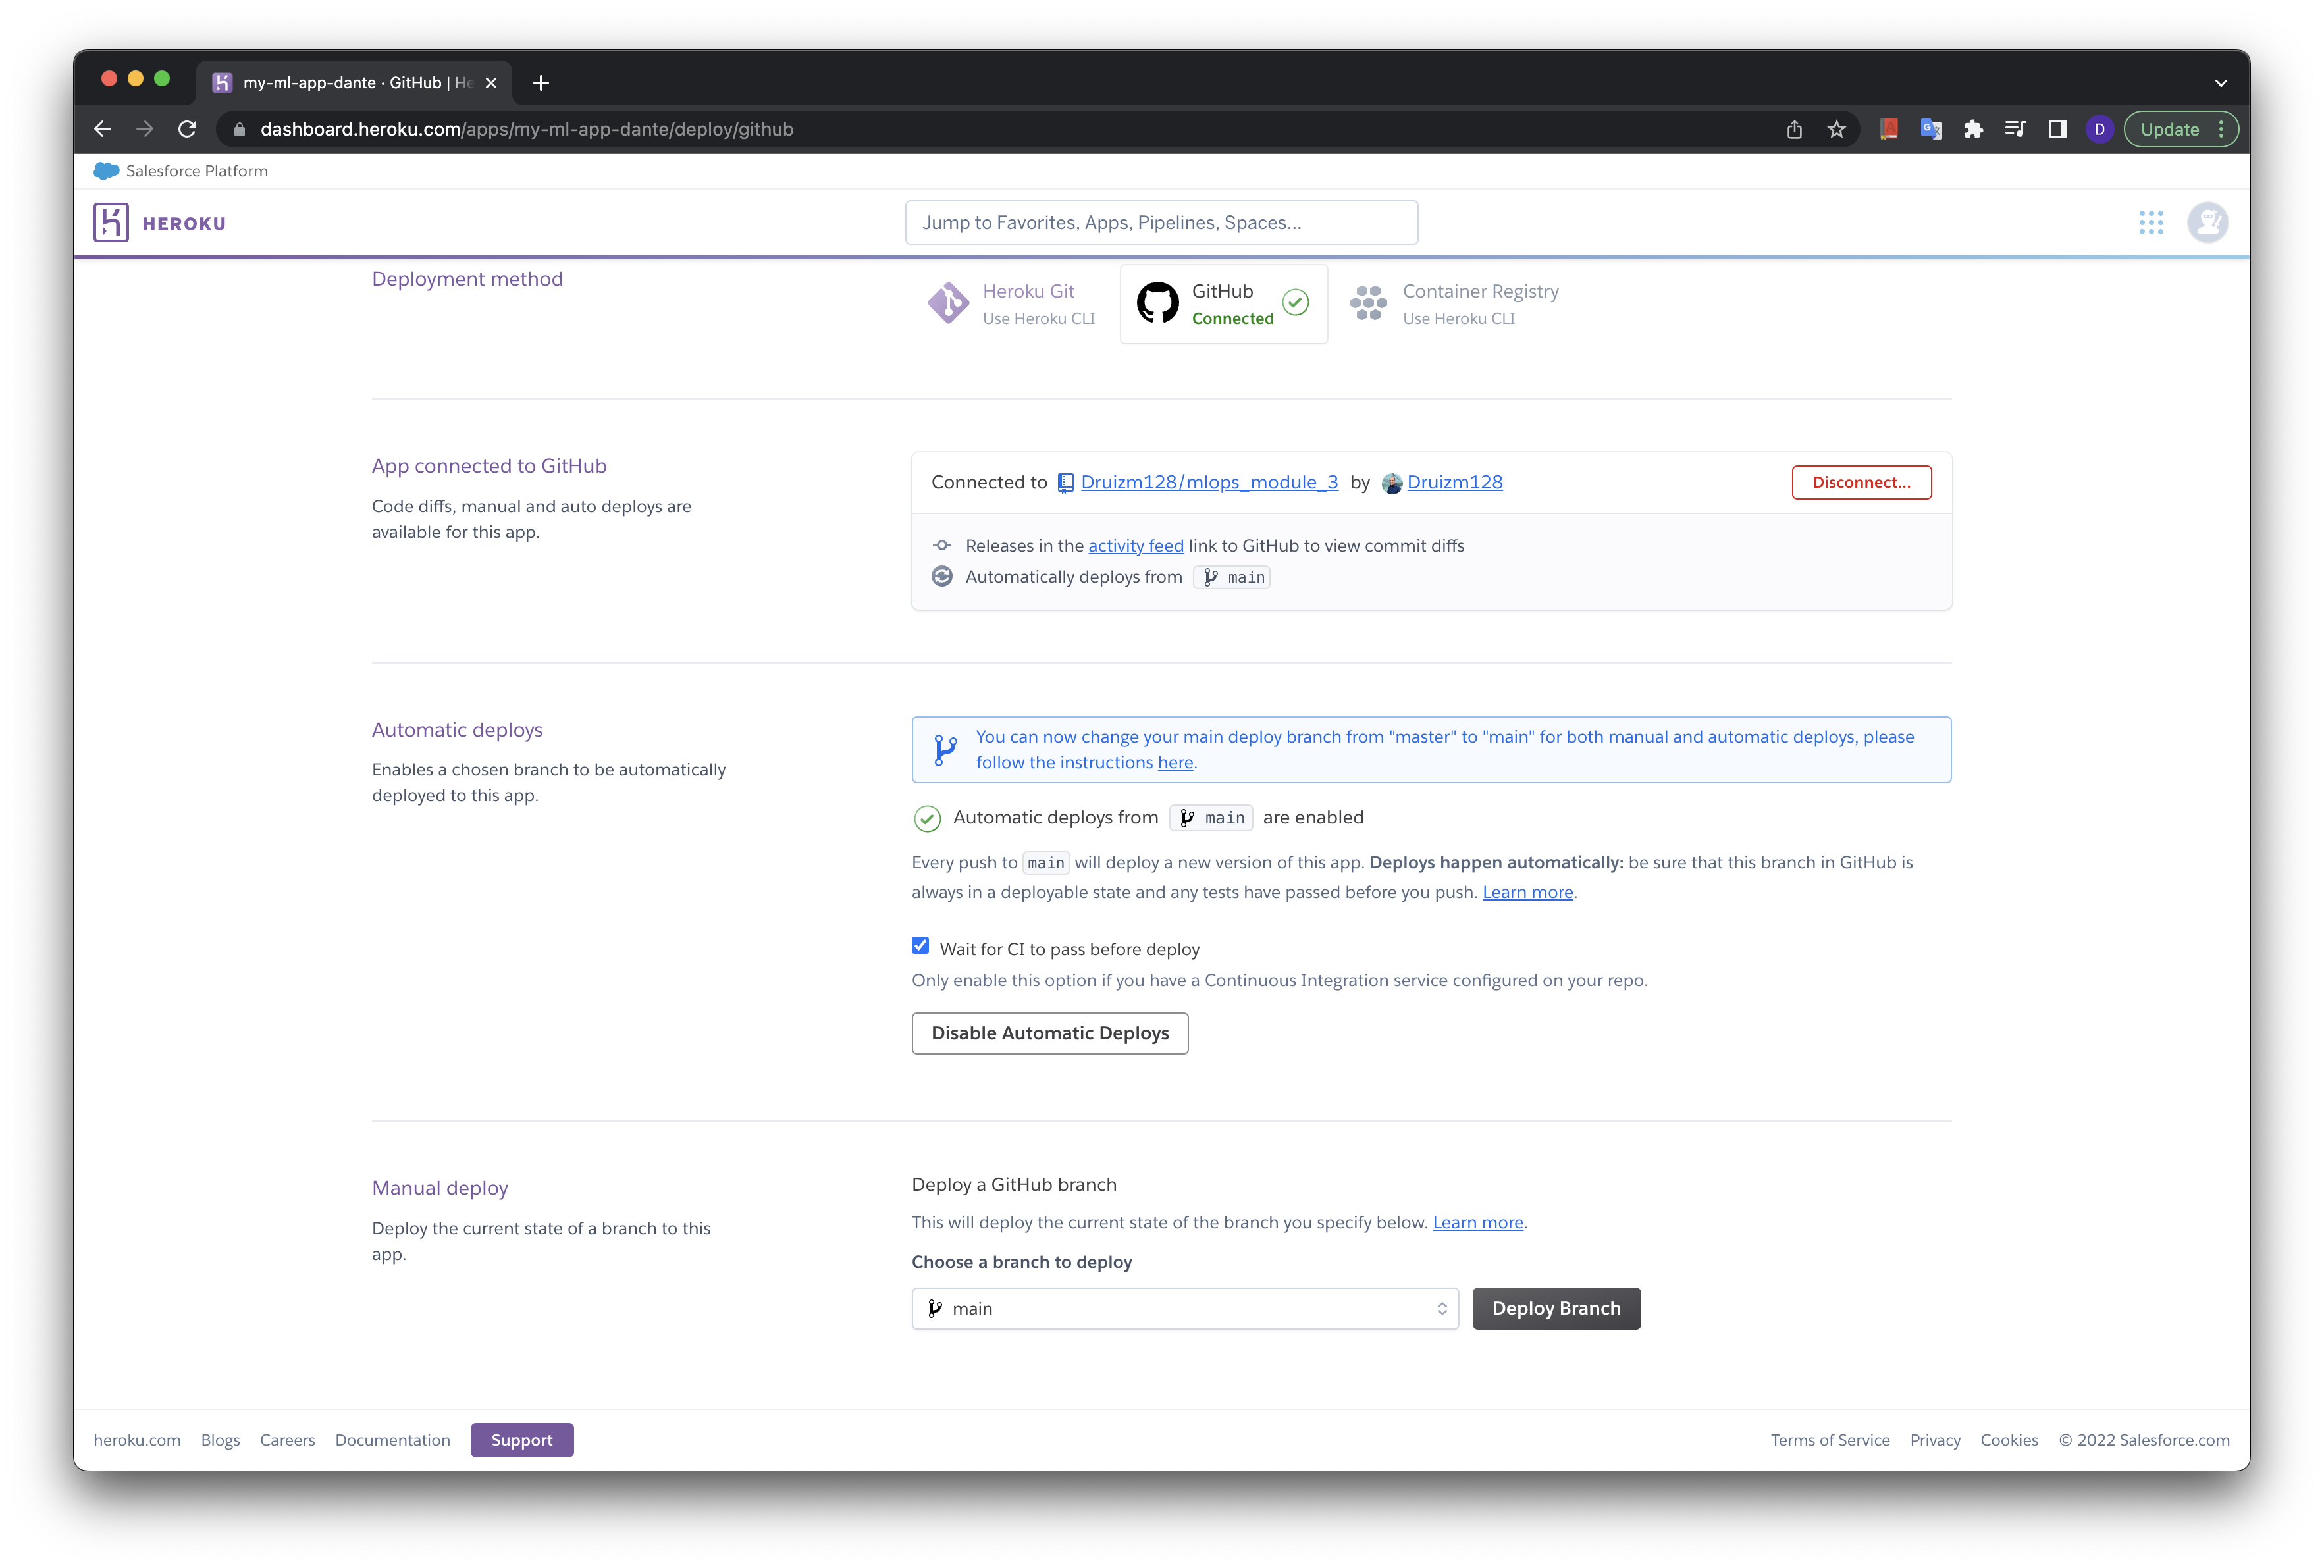 my-ml-app-dante · GitHub | He
dashboard.heroku.com/apps/my-ml-app-dante/deploy/github
D
Update
Salesforce Platform
HEROKU
Jump to Favorites, Apps, Pipelines, Spaces...
Deployment method
Heroku Git
Use Heroku CLI
GitHub
Connected
Container Registry
Use Heroku CLI
App connected to GitHub
Code diffs, manual and auto deploys are
available for this app.
Connected to Druizm128/mlops_module_3 by Druizm128
Disconnect...
Releases in the activity feed link to GitHub to view commit diffs
Automatically deploys from main
Automatic deploys
Enables a chosen branch to be automatically
deployed to this app.
You can now change your main deploy branch from "master" to "main" for both manual and automatic deploys, please
follow the instructions here.
Automatic deploys from main are enabled
Every push to main will deploy a new version of this app. Deploys happen automatically: be sure that this branch in GitHub is
always in a deployable state and any tests have passed before you push. Learn more.
Wait for CI to pass before deploy
Only enable this option if you have a Continuous Integration service configured on your repo.
Disable Automatic Deploys
Manual deploy
Deploy the current state of a branch to this
app.
Deploy a GitHub branch
This will deploy the current state of the branch you specify below. Learn more.
Choose a branch to deploy
main
Deploy Branch
heroku.com Blogs Careers Documentation Support
Terms of Service Privacy Cookies © 2022 Salesforce.com